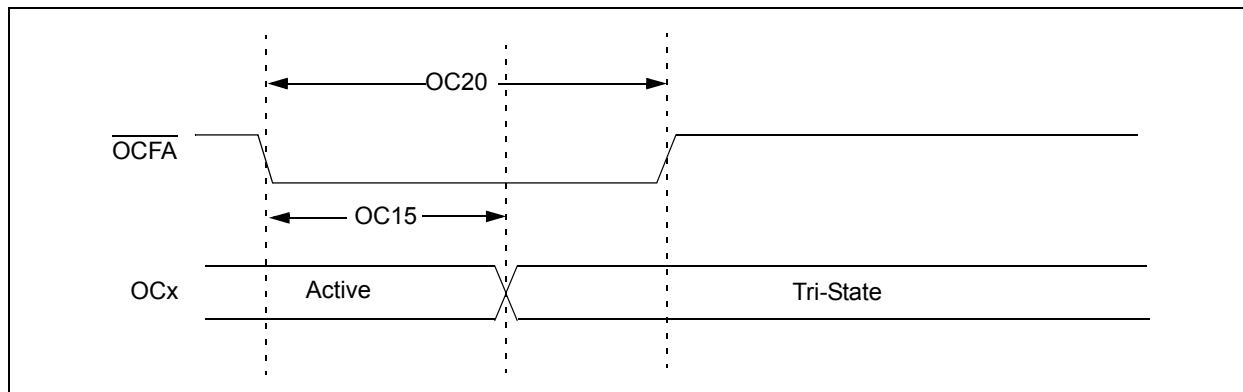 OC20
OCFA
OC15
OCx
Active
Tri-State